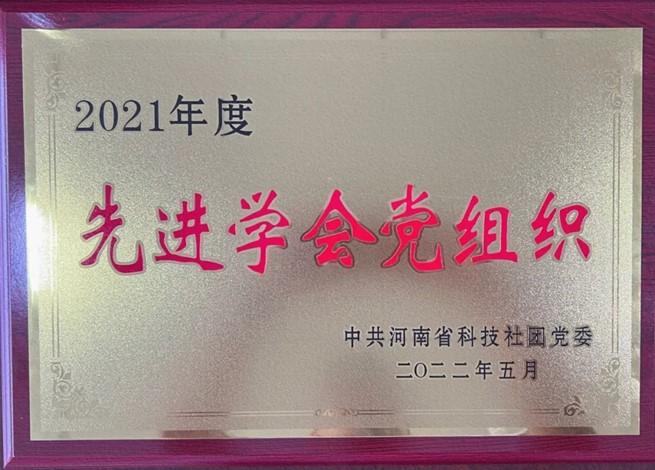 2021年度
先进学会党组织
中共河南省科技社团党委
二〇二二年五月